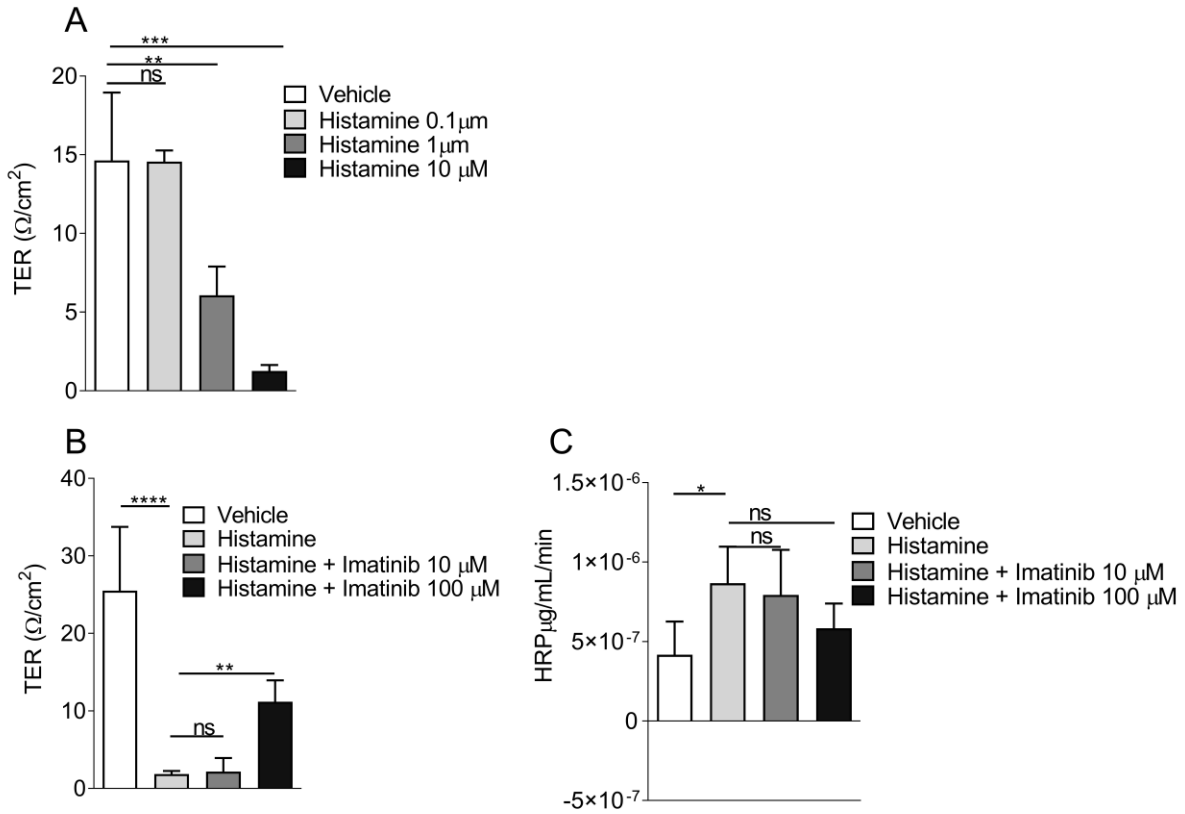 A
***
**
ns
20
15
10
5
0
TER (Ω/cm²)
Vehicle
Histamine 0.1μm
Histamine 1μm
Histamine 10 μM
B
40
30
20
10
0
TER (Ω/cm²)
****
**
ns
Vehicle
Histamine
Histamine + Imatinib 10 μM
Histamine + Imatinib 100 μM
C
1.5×10⁻⁶
1×10⁻⁶
5×10⁻⁷
0
-5×10⁻⁷
HRPμg/mL/min
*
ns
ns
Vehicle
Histamine
Histamine + Imatinib 10 μM
Histamine + Imatinib 100 μM